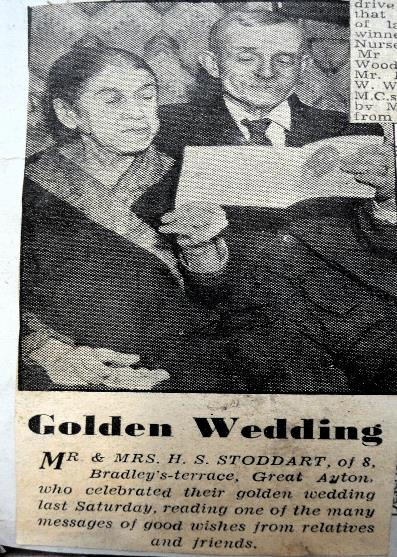 drive
that
of la
winne
Nurse
Mr
Wood
Mr.
W. W
M.C.s
by M
from
Golden Wedding
MR. & MRS. H. S. STODDART, of 8,
Bradley's-terrace, Great Ayton,
who celebrated their golden wedding
last Saturday, reading one of the many
messages of good wishes from relatives
and friends.